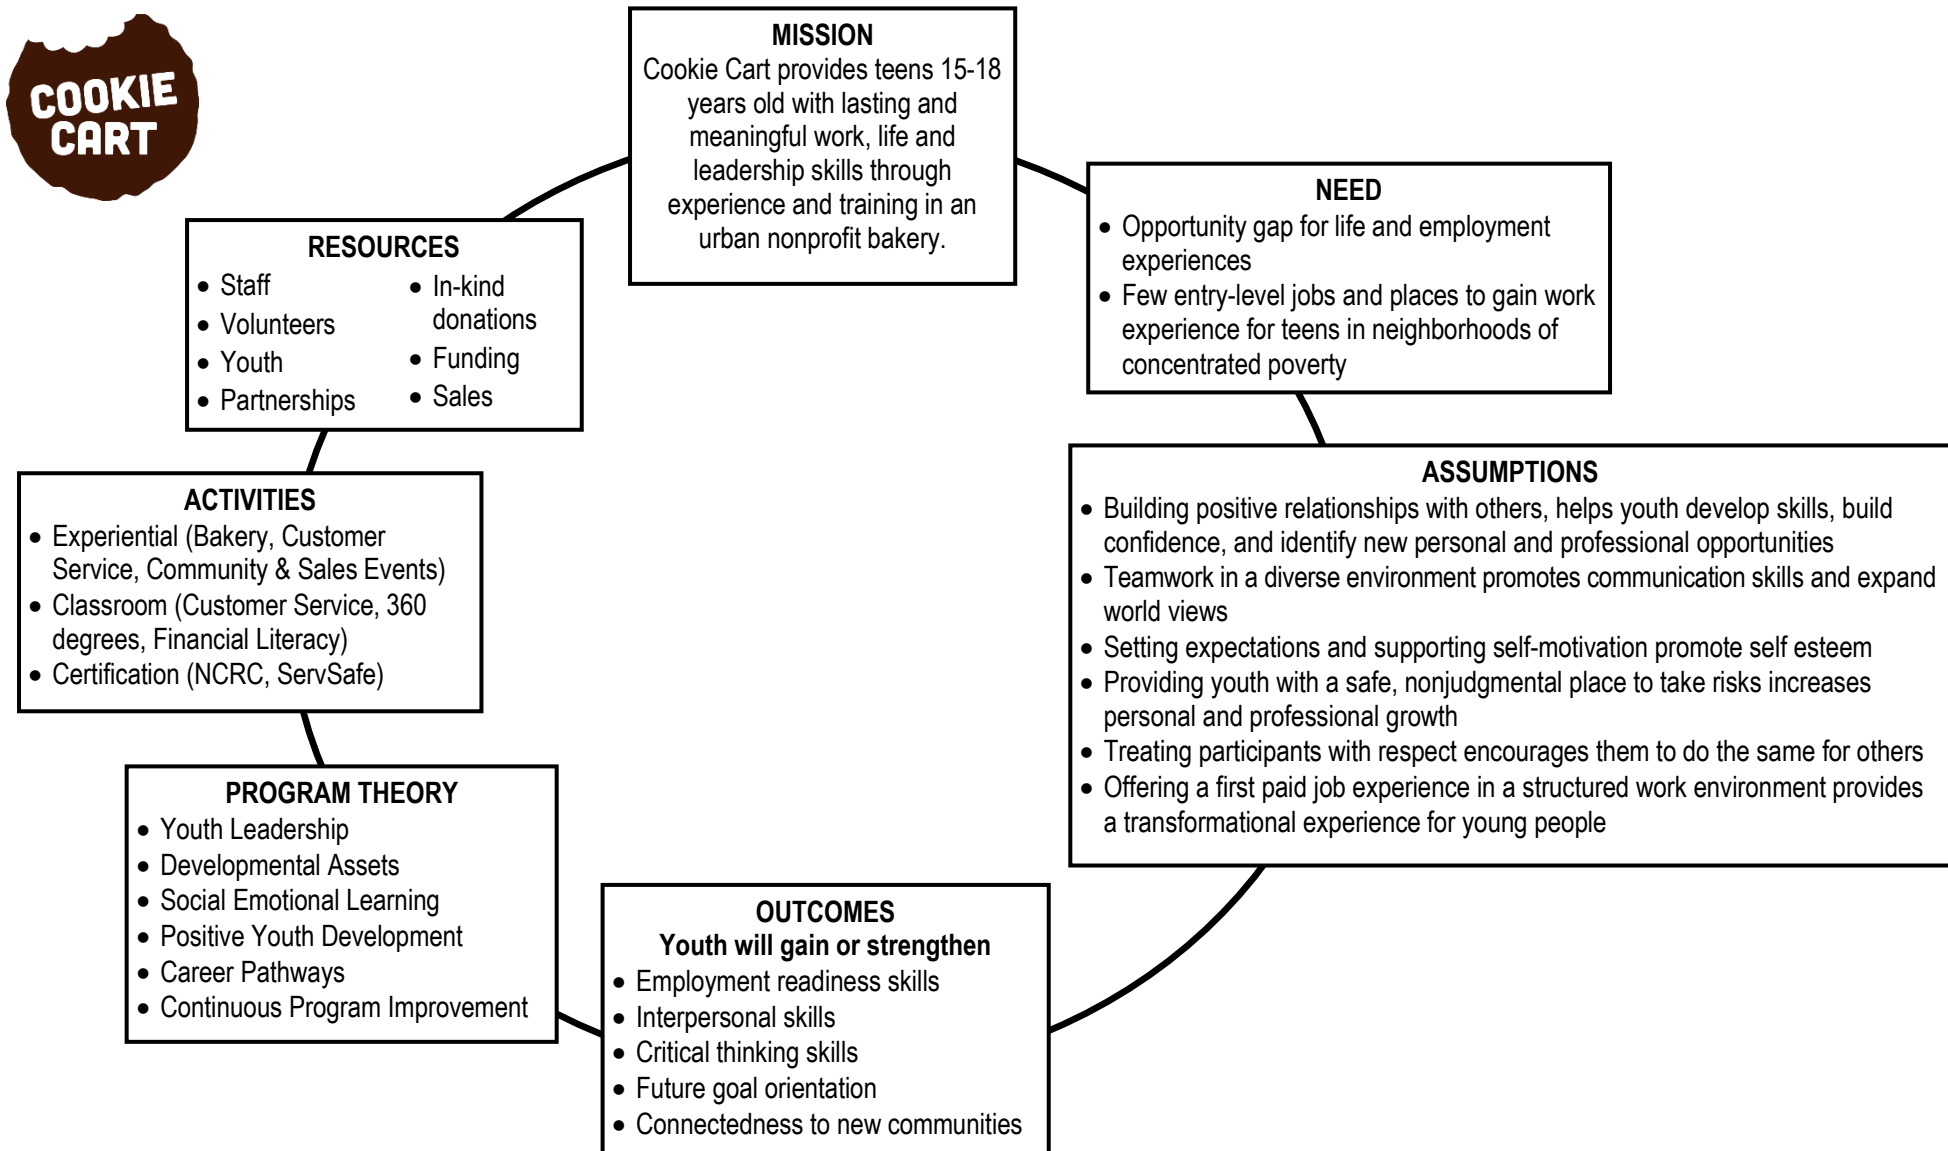 COOKIE
CART
MISSION
Cookie Cart provides teens 15-18
years old with lasting and
meaningful work, life and
leadership skills through
experience and training in an
urban nonprofit bakery.
NEED
• Opportunity gap for life and employment
experiences
• Few entry-level jobs and places to gain work
experience for teens in neighborhoods of
concentrated poverty
RESOURCES
• Staff
• Volunteers
• Youth
• Partnerships
• In-kind
donations
• Funding
• Sales
ASSUMPTIONS
• Building positive relationships with others, helps youth develop skills, build
confidence, and identify new personal and professional opportunities
• Teamwork in a diverse environment promotes communication skills and expand
world views
• Setting expectations and supporting self-motivation promote self esteem
• Providing youth with a safe, nonjudgmental place to take risks increases
personal and professional growth
• Treating participants with respect encourages them to do the same for others
• Offering a first paid job experience in a structured work environment provides
a transformational experience for young people
ACTIVITIES
• Experiential (Bakery, Customer
Service, Community & Sales Events)
• Classroom (Customer Service, 360
degrees, Financial Literacy)
• Certification (NCRC, ServSafe)
PROGRAM THEORY
• Youth Leadership
• Developmental Assets
• Social Emotional Learning
• Positive Youth Development
• Career Pathways
• Continuous Program Improvement
OUTCOMES
Youth will gain or strengthen
• Employment readiness skills
• Interpersonal skills
• Critical thinking skills
• Future goal orientation
• Connectedness to new communities